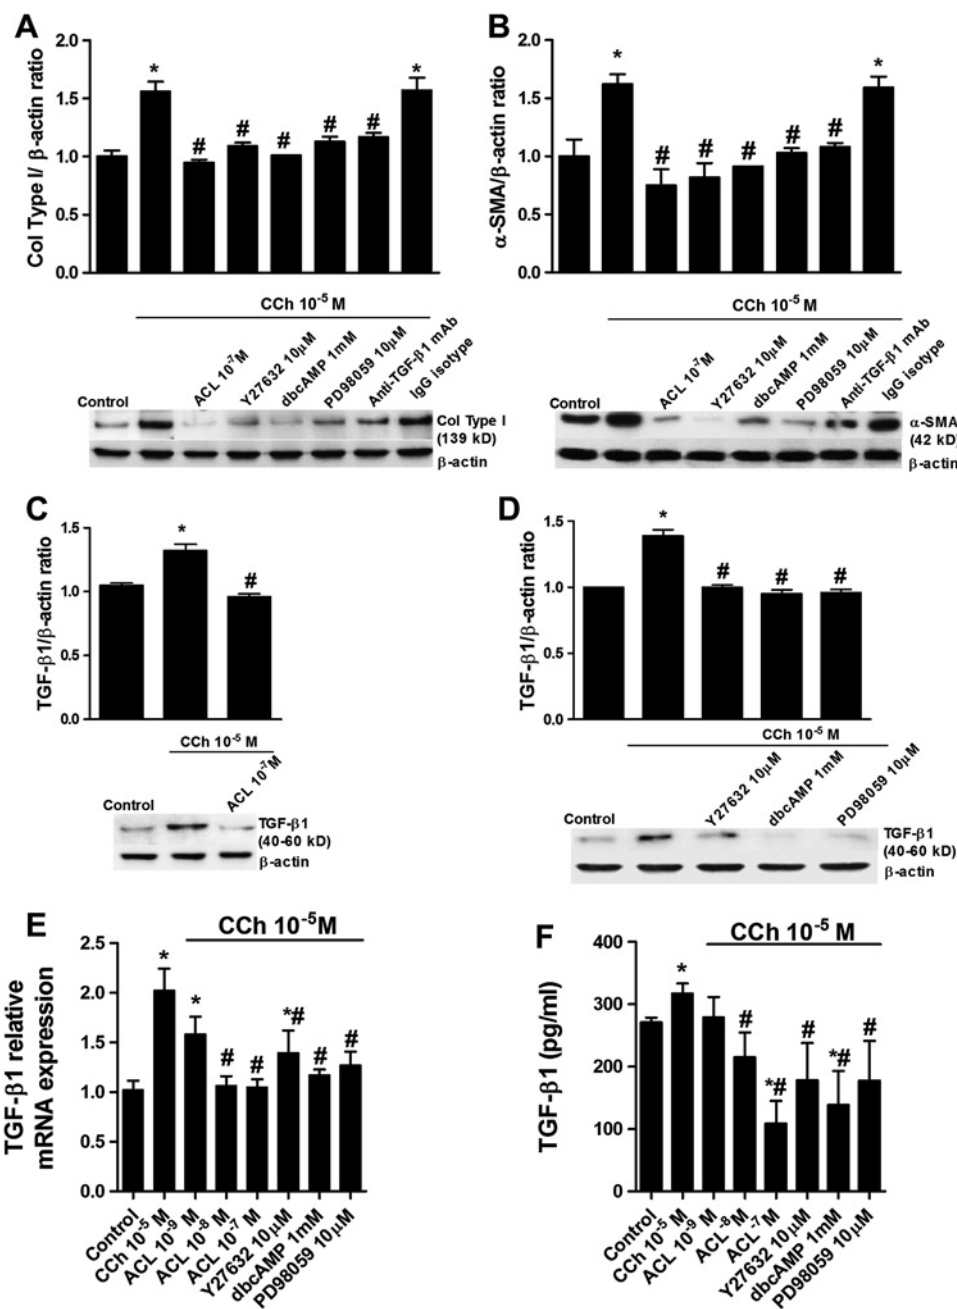 A
Col Type I/ β-actin ratio
2.0
1.5
1.0
0.5
0.0
*
#
#
#
#
#
*
CCh 10⁻⁵ M
Control
ACL 10⁻⁷M
Y27632 10μM
dbcAMP 1mM
PD98059 10μM
Anti-TGF-β1 mAb
IgG isotype
Col Type I
(139 kD)
β-actin
B
α-SMA/β-actin ratio
2.0
1.5
1.0
0.5
0.0
*
#
#
#
#
#
*
CCh 10⁻⁵ M
Control
ACL 10⁻⁷M
Y27632 10μM
dbcAMP 1mM
PD98059 10μM
Anti-TGF-β1 mAb
IgG isotype
α-SMA
(42 kD)
β-actin
C
TGF-β1/β-actin ratio
1.5
1.0
0.5
0.0
*
#
CCh 10⁻⁵ M
Control
ACL 10⁻⁷M
TGF-β1
(40-60 kD)
β-actin
D
TGF-β1/β-actin ratio
1.5
1.0
0.5
0.0
*
#
#
#
CCh 10⁻⁵ M
Control
Y27632 10μM
dbcAMP 1mM
PD98059 10μM
TGF-β1
(40-60 kD)
β-actin
E
CCh 10⁻⁵M
TGF-β1 relative
mRNA expression
2.5
2.0
1.5
1.0
0.5
0.0
*
*
#
#
*#
#
#
Control
CCh 10⁻⁵ M
ACL 10⁻⁹ M
ACL 10⁻⁸ M
ACL 10⁻⁷ M
Y27632 10μM
dbcAMP 1mM
PD98059 10μM
F
CCh 10⁻⁵ M
TGF-β1 (pg/ml)
400
300
200
100
0
*
#
*#
#
*#
#
Control
CCh 10⁻⁵ M
ACL 10⁻⁹ M
ACL⁻⁸ M
ACL⁻⁷ M
Y27632 10μM
dbcAMP 1mM
PD98059 10μM